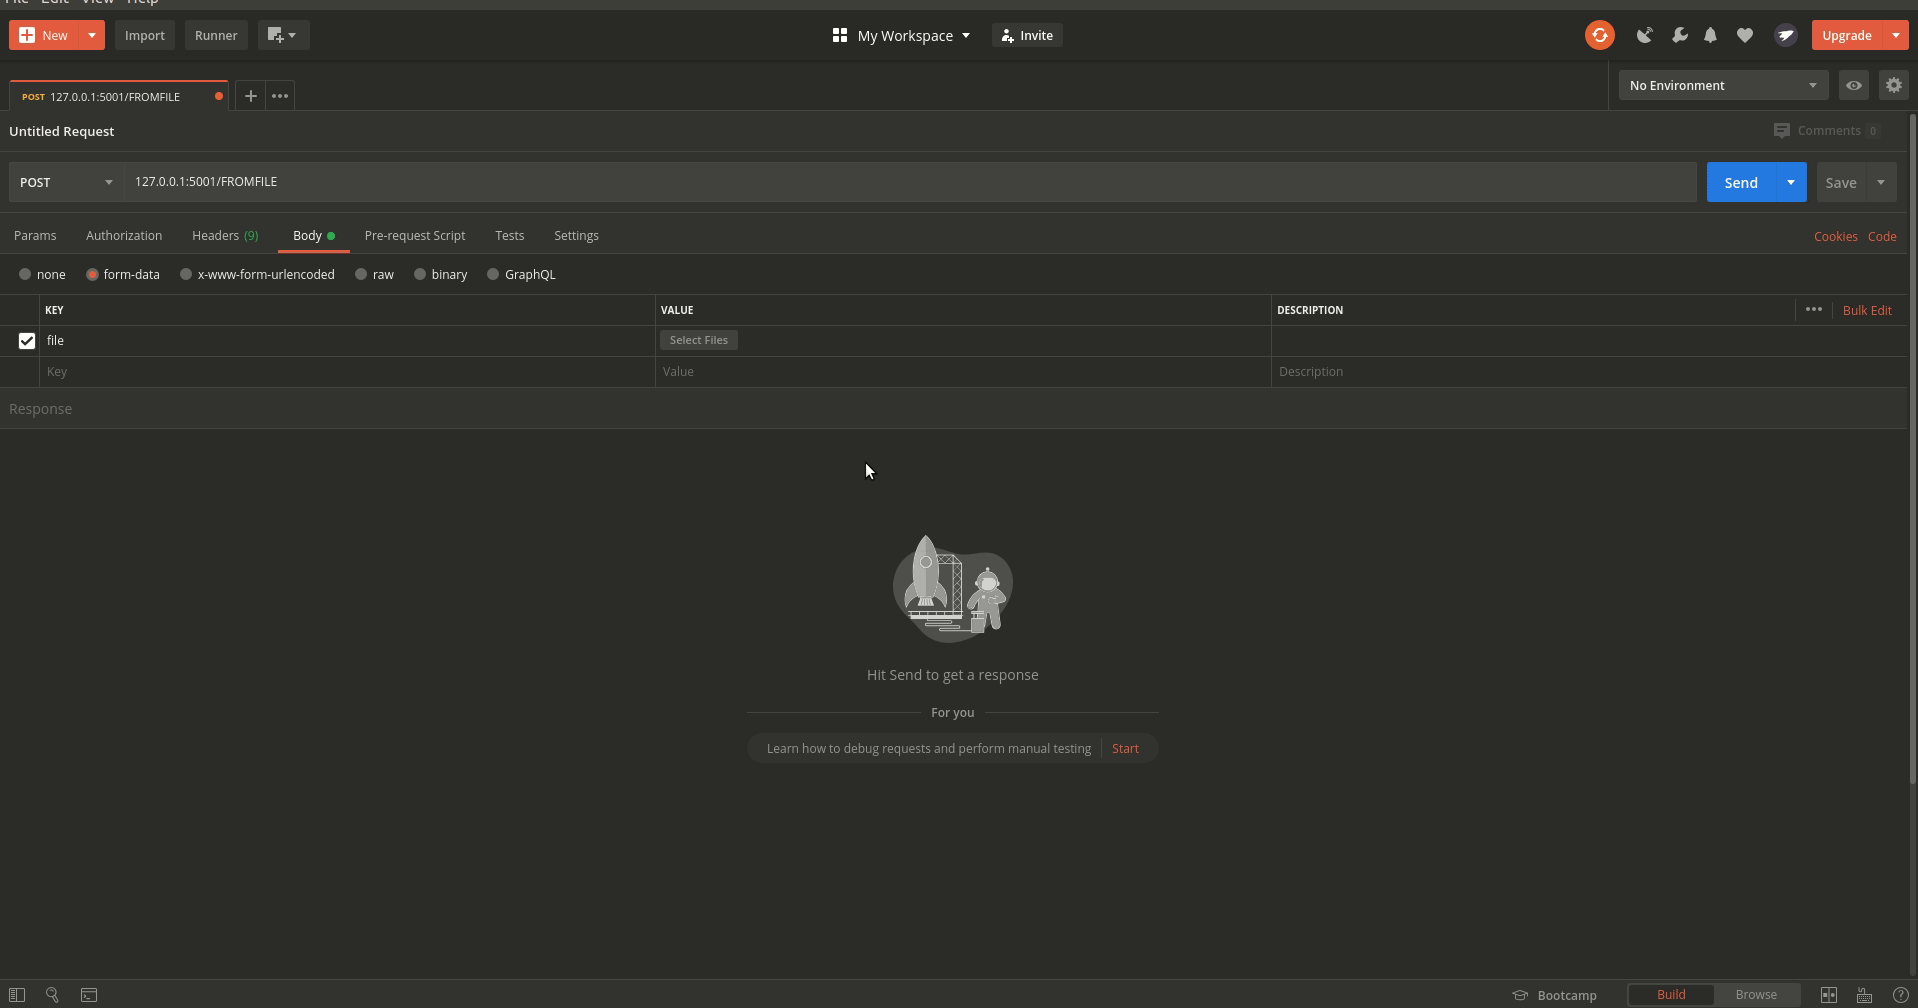 File Edit View Help
New Import Runner My Workspace Invite Upgrade
POST 127.0.0.1:5001/FROMFILE No Environment
Untitled Request Comments 0
POST 127.0.0.1:5001/FROMFILE Send Save
Params Authorization Headers (9) Body Pre-request Script Tests Settings Cookies Code
none form-data x-www-form-urlencoded raw binary GraphQL
KEY VALUE DESCRIPTION Bulk Edit
file Select Files
Key Value Description
Response
Hit Send to get a response
For you
Learn how to debug requests and perform manual testing Start
Bootcamp Build Browse